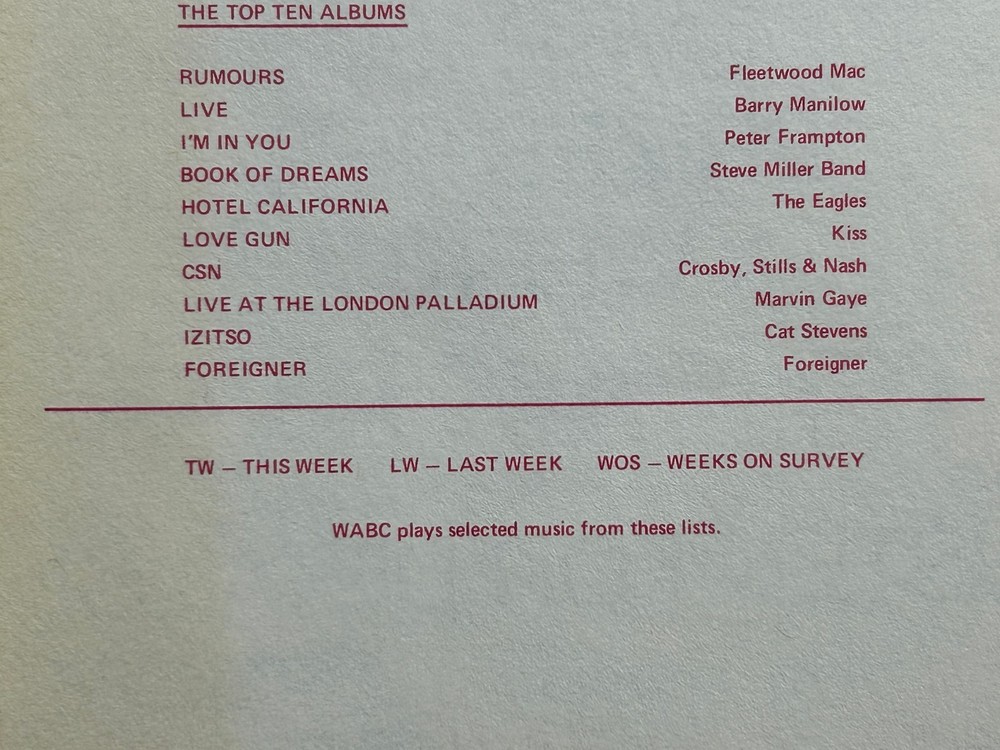 THE TOP TEN ALBUMS
RUMOURS Fleetwood Mac
LIVE Barry Manilow
I'M IN YOU Peter Frampton
BOOK OF DREAMS Steve Miller Band
HOTEL CALIFORNIA The Eagles
LOVE GUN Kiss
CSN Crosby, Stills & Nash
LIVE AT THE LONDON PALLADIUM Marvin Gaye
IZITSO Cat Stevens
FOREIGNER Foreigner
TW – THIS WEEK LW – LAST WEEK WOS – WEEKS ON SURVEY
WABC plays selected music from these lists.